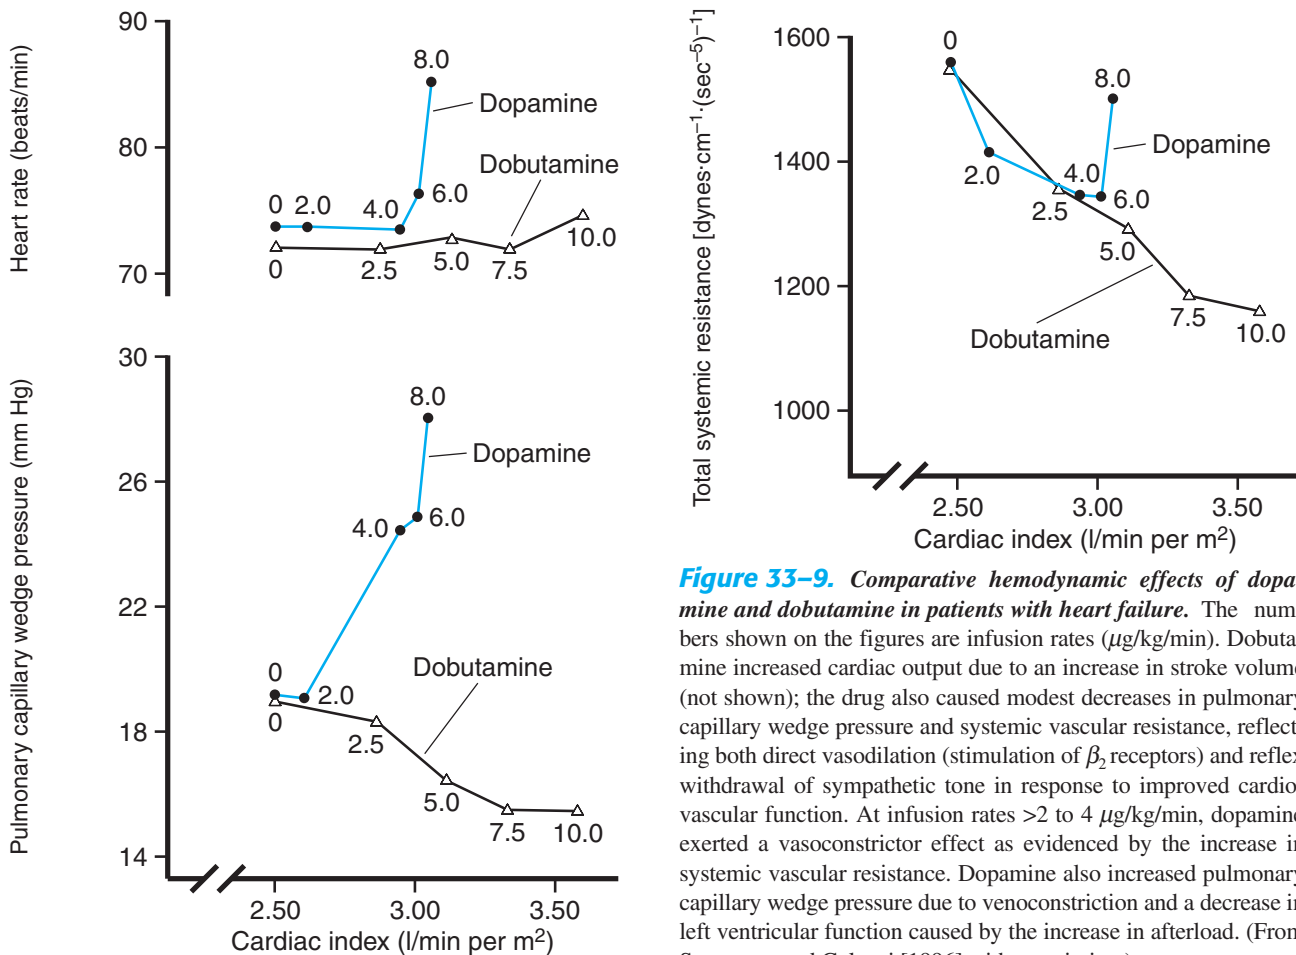 Heart rate (beats/min)
90
80
70
8.0
Dopamine
Dobutamine
0 2.0 4.0 6.0
0 2.5 5.0 7.5 10.0
Pulmonary capillary wedge pressure (mm Hg)
30
26
22
18
14
8.0
Dopamine
4.0 6.0
Dobutamine
0 2.0
0 2.5 5.0 7.5 10.0
2.50 3.00 3.50
Cardiac index (l/min per m²)
Total systemic resistance [dynes·cm⁻¹·(sec⁻⁵)⁻¹]
1600
1400
1200
1000
0
8.0
Dopamine
2.0 4.0 6.0
2.5 5.0
7.5 10.0
Dobutamine
2.50 3.00 3.50
Cardiac index (l/min per m²)
Figure 33–9. Comparative hemodynamic effects of dopa
mine and dobutamine in patients with heart failure. The num
bers shown on the figures are infusion rates (μg/kg/min). Dobuta
mine increased cardiac output due to an increase in stroke volume
(not shown); the drug also caused modest decreases in pulmonary
capillary wedge pressure and systemic vascular resistance, reflect
ing both direct vasodilation (stimulation of β₂ receptors) and reflex
withdrawal of sympathetic tone in response to improved cardio
vascular function. At infusion rates >2 to 4 μg/kg/min, dopamine
exerted a vasoconstrictor effect as evidenced by the increase in
systemic vascular resistance. Dopamine also increased pulmonary
capillary wedge pressure due to venoconstriction and a decrease in
left ventricular function caused by the increase in afterload. (From